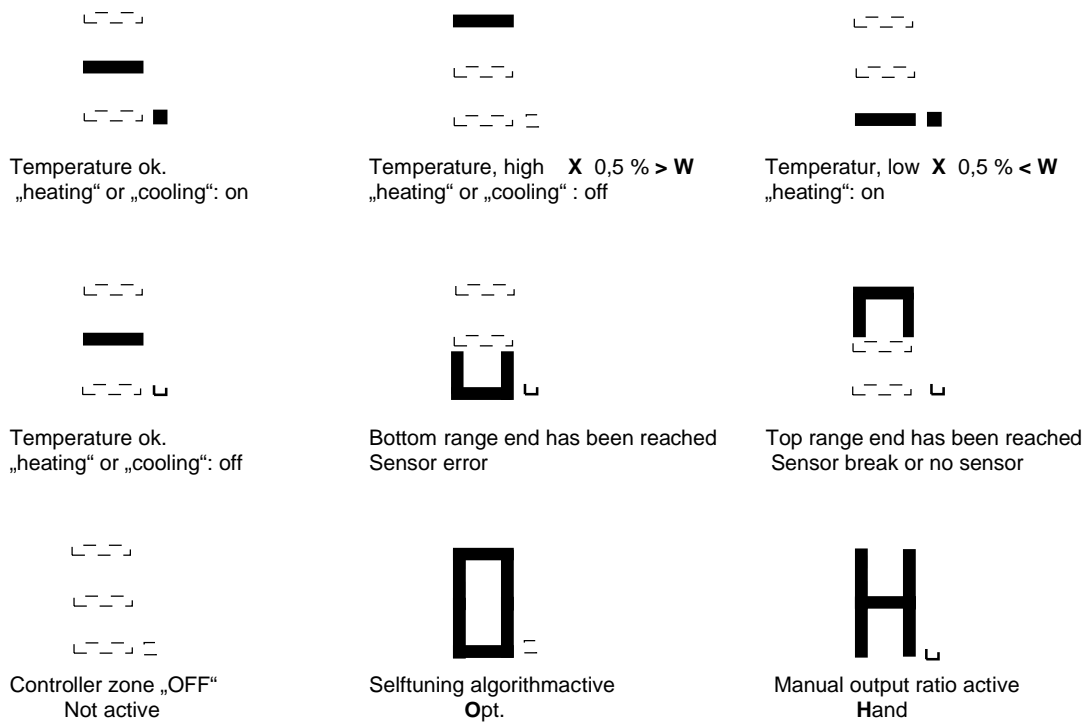 Temperature ok.
„heating“ or „cooling“: on
Temperature, high X 0,5 % > W
„heating“ or „cooling“ : off
Temperatur, low X 0,5 % < W
„heating“: on
Temperature ok.
„heating“ or „cooling“: off
Bottom range end has been reached
Sensor error
Top range end has been reached
Sensor break or no sensor
O
H
Controller zone „OFF“
Not active
Selftuning algorithmactive
Opt.
Manual output ratio active
Hand